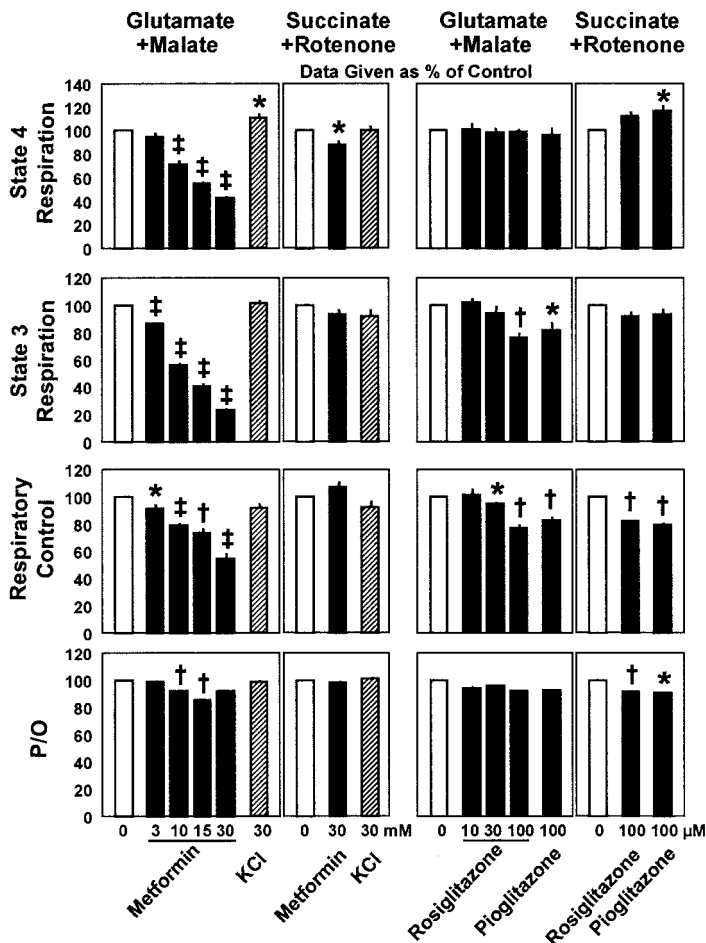 Glutamate Succinate Glutamate Succinate
+Malate +Rotenone +Malate +Rotenone
Data Given as % of Control
State 4
Respiration
140
120
100
80
60
40
20
0
‡ ‡ ‡ * * *
State 3
Respiration
120
100
80
60
40
20
0
‡ ‡ ‡ ‡ † *
Respiratory
Control
120
100
80
60
40
20
0
* ‡ † ‡ * † † † †
P/O
120
100
80
60
40
20
0
† † † *
0 3 10 15 30 30 0 30 30 mM 0 10 30 100 100 0 100 100 µM
Metformin KCl Metformin KCl Rosiglitazone Pioglitazone Rosiglitazone Pioglitazone